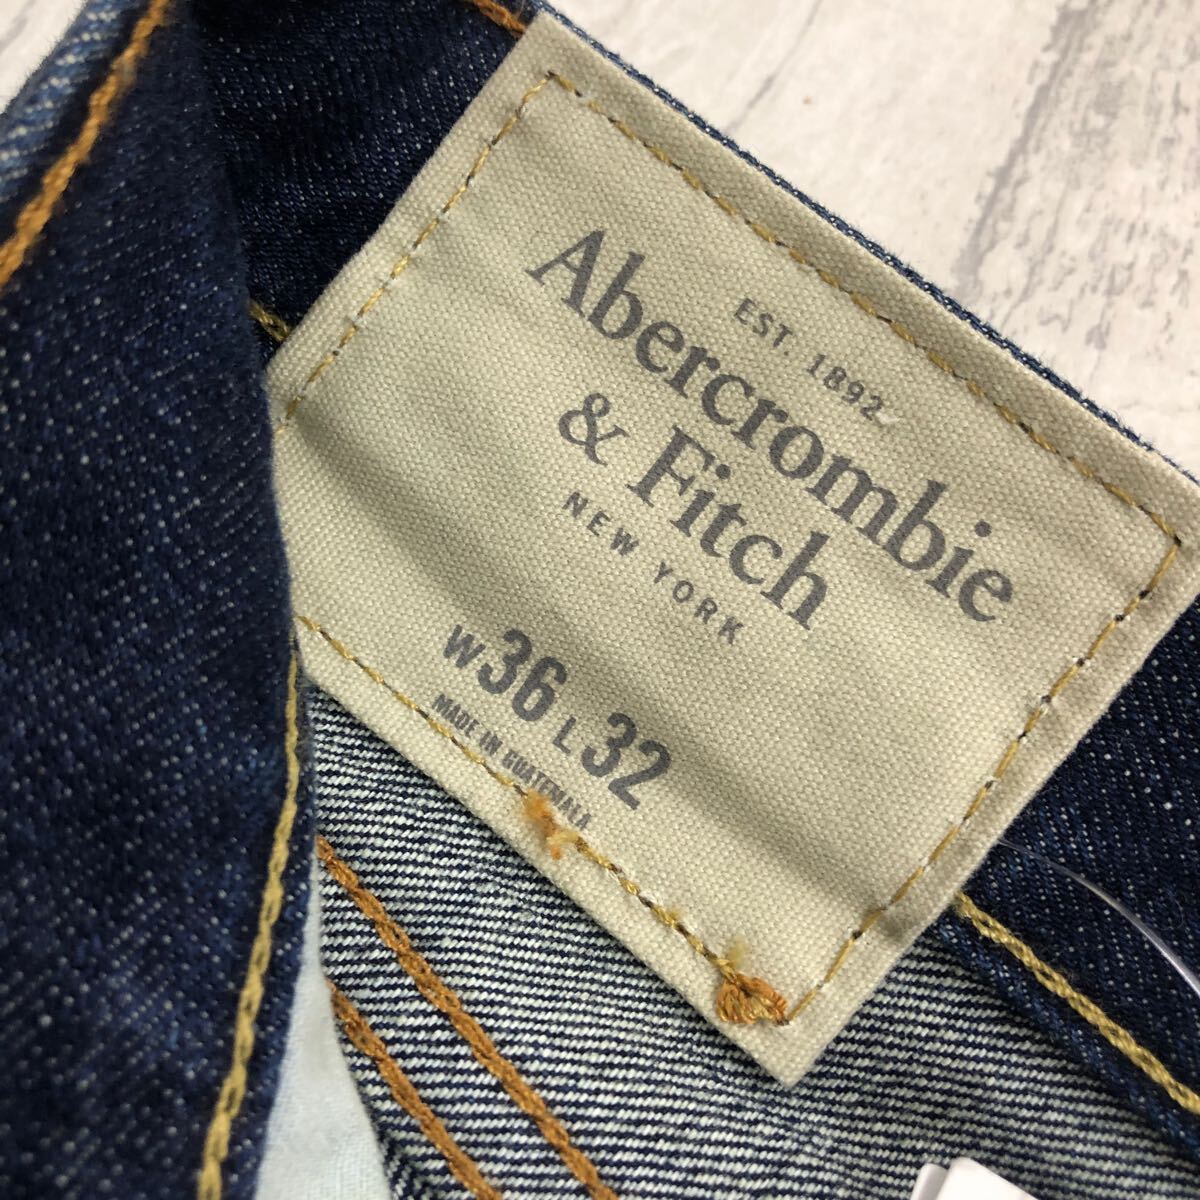 EST. 1892
Abercrombie
& Fitch
NEW YORK
W36 L32
MADE IN GUATEMALA